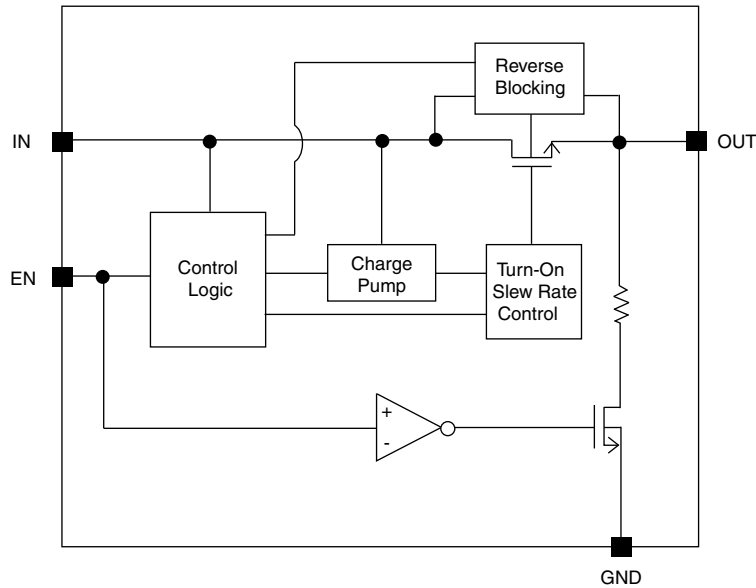 Reverse
Blocking
IN
OUT
EN
Control
Logic
Charge
Pump
Turn-On
Slew Rate
Control
+
-
GND